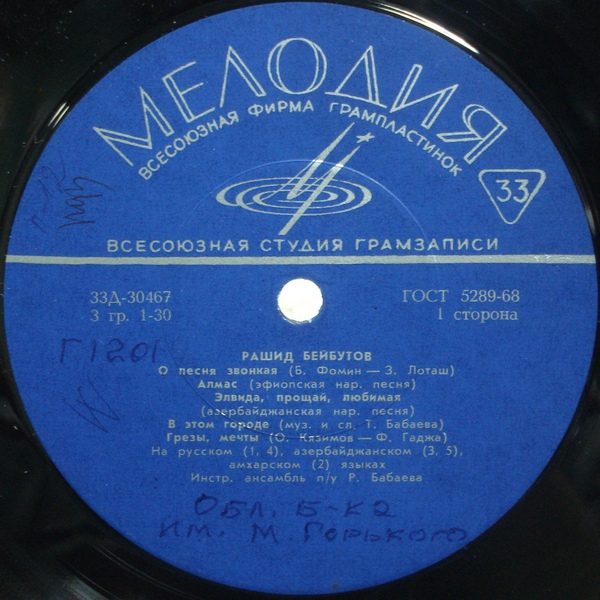 МЕЛОДИЯ
ВСЕСОЮЗНАЯ ФИРМА ГРАМПЛАСТИНОК
33
ВСЕСОЮЗНАЯ СТУДИЯ ГРАМЗАПИСИ
33Д-30467
ГОСТ 5289-68
3 гр. 1-30
1 сторона
Г1201
РАШИД БЕЙБУТОВ
О песня звонкая (Б. Фомин — З. Лоташ)
Алмас (эфиопская нар. песня)
Элвида, прощай, любимая
(азербайджанская нар. песня)
В этом городе (муз. и сл. Т. Бабаева)
Грезы, мечты (О. Кязимов — Ф. Гаджа)
На русском (1, 4), азербайджанском (3, 5),
амхарском (2) языках
Инстр. ансамбль п/у Р. Бабаева
Обл. Б-ка
им. М. Горького